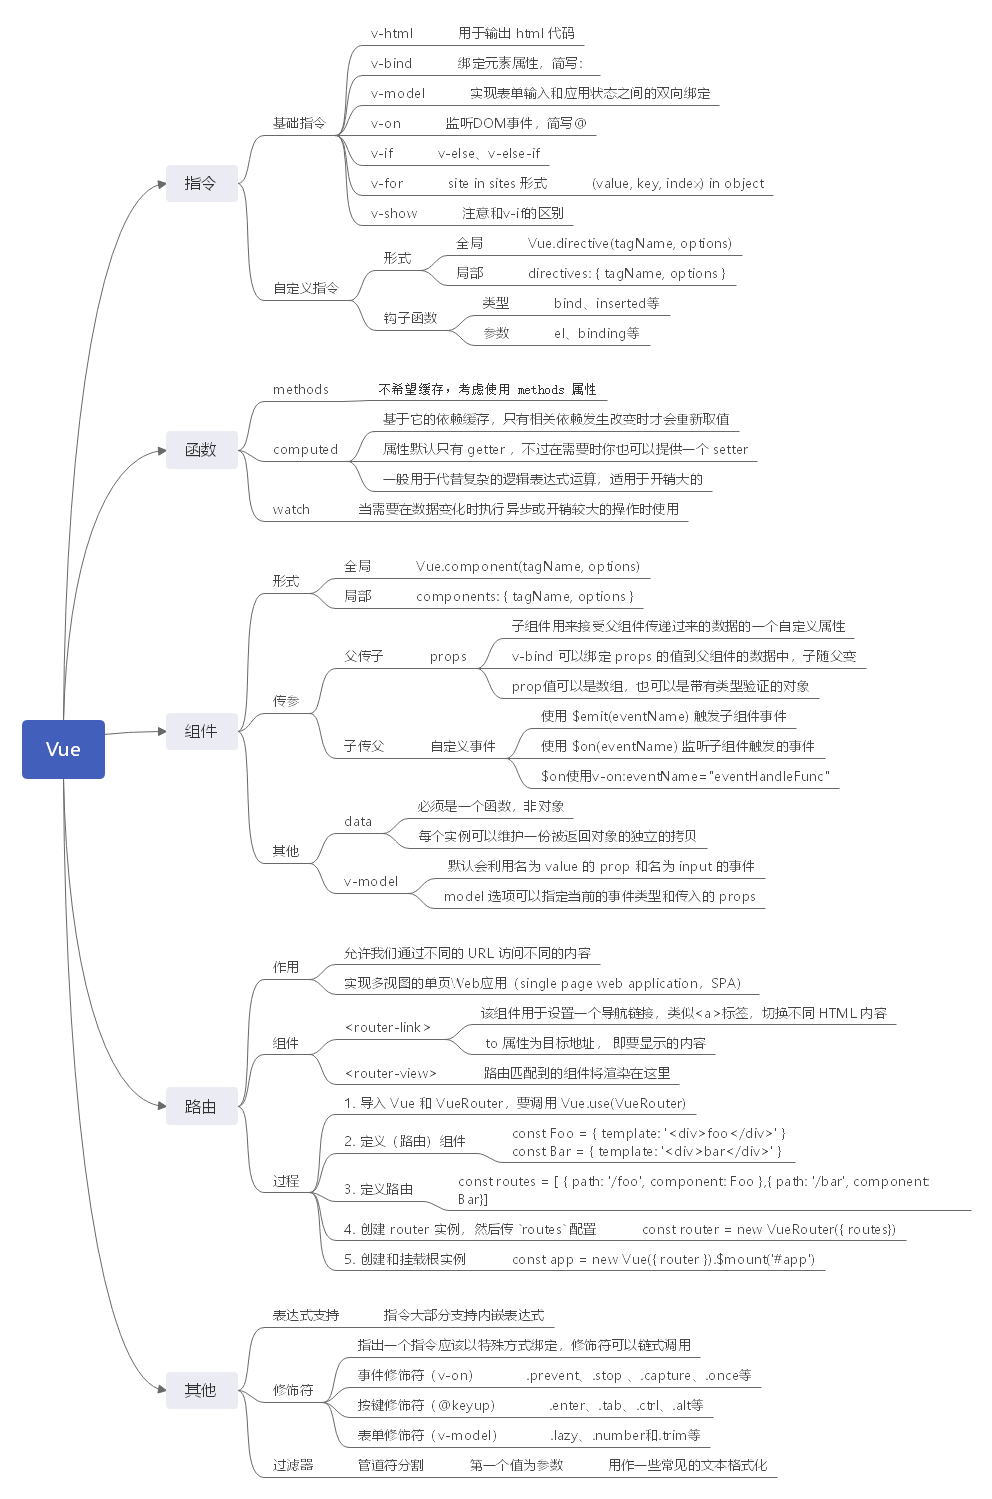 Vue
指令
基础指令
v-html 用于输出 html 代码
v-bind 绑定元素属性，简写：
v-model 实现表单输入和应用状态之间的双向绑定
v-on 监听DOM事件，简写@
v-if v-else、v-else-if
v-for site in sites 形式 (value, key, index) in object
v-show 注意和v-if的区别
自定义指令
形式
全局 Vue.directive(tagName, options)
局部 directives: { tagName, options }
钩子函数
类型 bind、inserted等
参数 el、binding等
函数
methods 不希望缓存，考虑使用 methods 属性
computed
基于它的依赖缓存，只有相关依赖发生改变时才会重新取值
属性默认只有 getter ，不过在需要时你也可以提供一个 setter
一般用于代替复杂的逻辑表达式运算，适用于开销大的
watch 当需要在数据变化时执行异步或开销较大的操作时使用
组件
形式
全局 Vue.component(tagName, options)
局部 components: { tagName, options }
传参
父传子 props
子组件用来接受父组件传递过来的数据的一个自定义属性
v-bind 可以绑定 props 的值到父组件的数据中，子随父变
prop值可以是数组，也可以是带有类型验证的对象
子传父 自定义事件
使用 $emit(eventName) 触发子组件事件
使用 $on(eventName) 监听子组件触发的事件
$on使用v-on:eventName="eventHandleFunc"
其他
data
必须是一个函数，非对象
每个实例可以维护一份被返回对象的独立的拷贝
v-model
默认会利用名为 value 的 prop 和名为 input 的事件
model 选项可以指定当前的事件类型和传入的 props
路由
作用
允许我们通过不同的 URL 访问不同的内容
实现多视图的单页Web应用（single page web application，SPA）
组件
<router-link>
该组件用于设置一个导航链接，类似<a>标签，切换不同 HTML 内容
to 属性为目标地址， 即要显示的内容
<router-view> 路由匹配到的组件将渲染在这里
过程
1. 导入 Vue 和 VueRouter，要调用 Vue.use(VueRouter)
2. 定义（路由）组件
const Foo = { template: '<div>foo</div>' }
const Bar = { template: '<div>bar</div>' }
3. 定义路由
const routes = [ { path: '/foo', component: Foo },{ path: '/bar', component:
Bar}]
4. 创建 router 实例，然后传 `routes` 配置 const router = new VueRouter({ routes})
5. 创建和挂载根实例 const app = new Vue({ router }).$mount('#app')
其他
表达式支持 指令大部分支持内嵌表达式
修饰符
指出一个指令应该以特殊方式绑定，修饰符可以链式调用
事件修饰符（v-on） .prevent、.stop 、.capture、.once等
按键修饰符（@keyup） .enter、.tab、.ctrl、.alt等
表单修饰符（v-model） .lazy、.number和.trim等
过滤器 管道符分割 第一个值为参数 用作一些常见的文本格式化